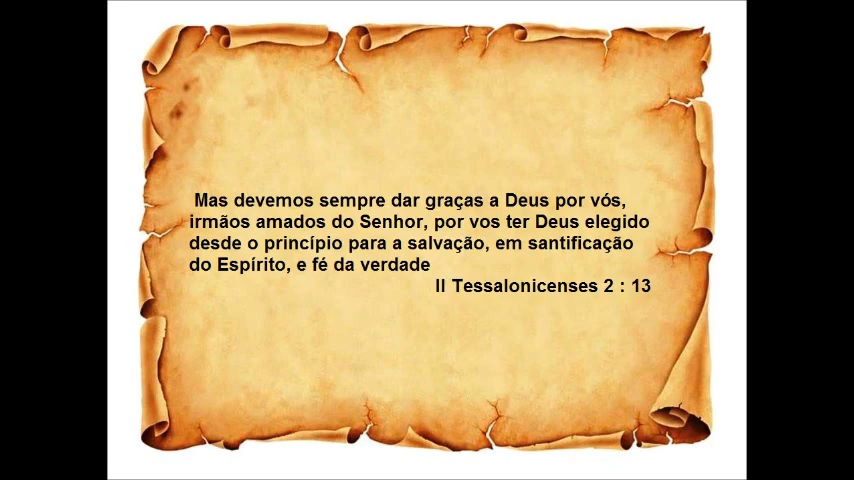 Mas devemos sempre dar graças a Deus por vós,
irmãos amados do Senhor, por vos ter Deus elegido
desde o princípio para a salvação, em santificação
do Espírito, e fé da verdade
II Tessalonicenses 2 : 13